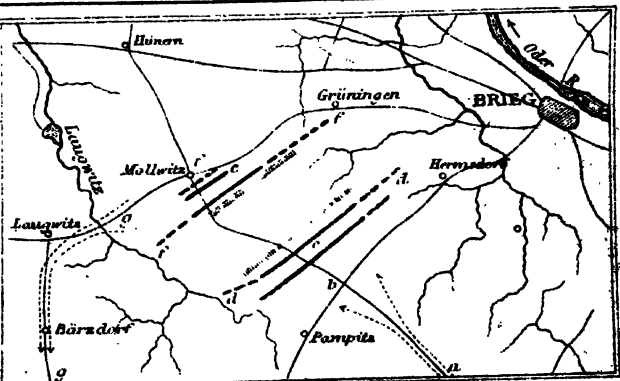 Hünern
Oder R.
Grüningen
BRIEG
f
Laugwitz
Mollwitz
c
Hermsdorf
d
Laugwitz
g
e
b
d
Bärzdorf
Pampitz
g
a